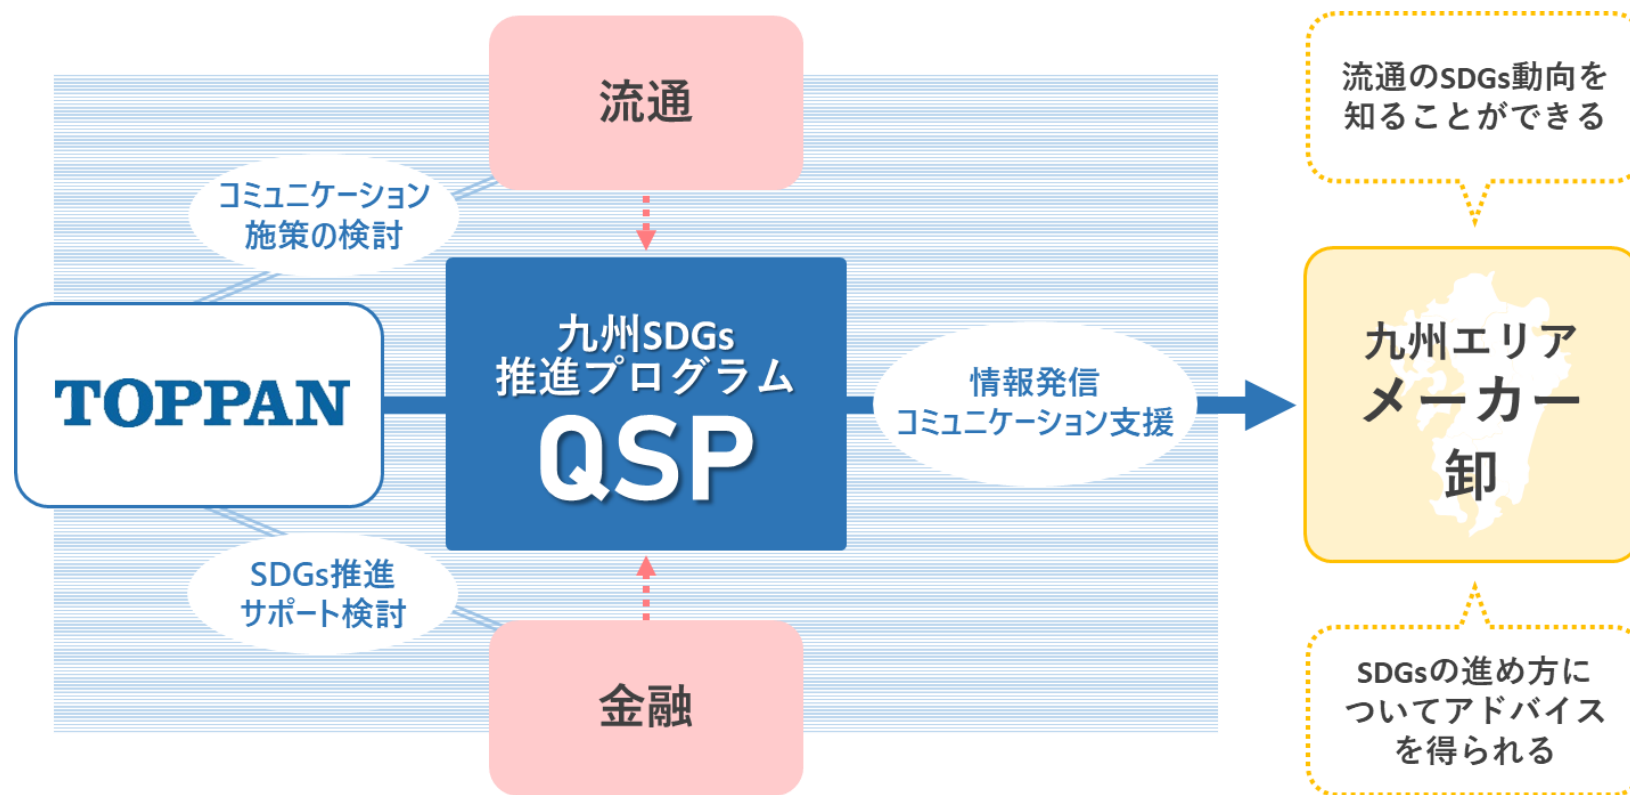 流通
流通のSDGs動向を
知ることができる
コミュニケーション
施策の検討
TOPPAN
九州SDGs
推進プログラム
QSP
情報発信
コミュニケーション支援
九州エリア
メーカー
卸
SDGs推進
サポート検討
金融
SDGsの進め方に
ついてアドバイス
を得られる